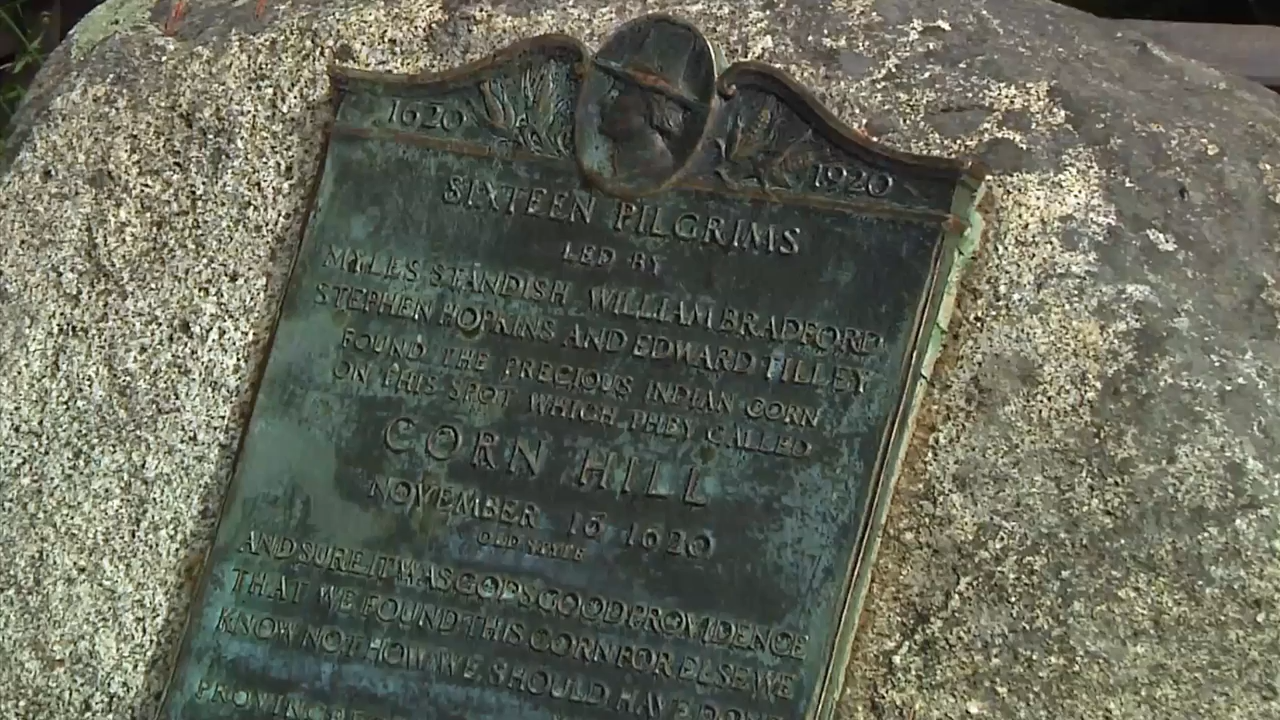 1620
1920
SIXTEEN PILGRIMS
LED BY
MYLES STANDISH WILLIAM BRADFORD
STEPHEN HOPKINS AND EDWARD TILLEY
FOUND THE PRECIOUS INDIAN CORN
ON THIS SPOT WHICH THEY CALLED
CORN HILL
NOVEMBER 16 1620
OLD STYLE
AND SURE IT WAS GOD'S GOOD PROVIDENCE
THAT WE FOUND THIS CORN FOR ELSE WE
KNOW NOT HOW WE SHOULD HAVE DONE